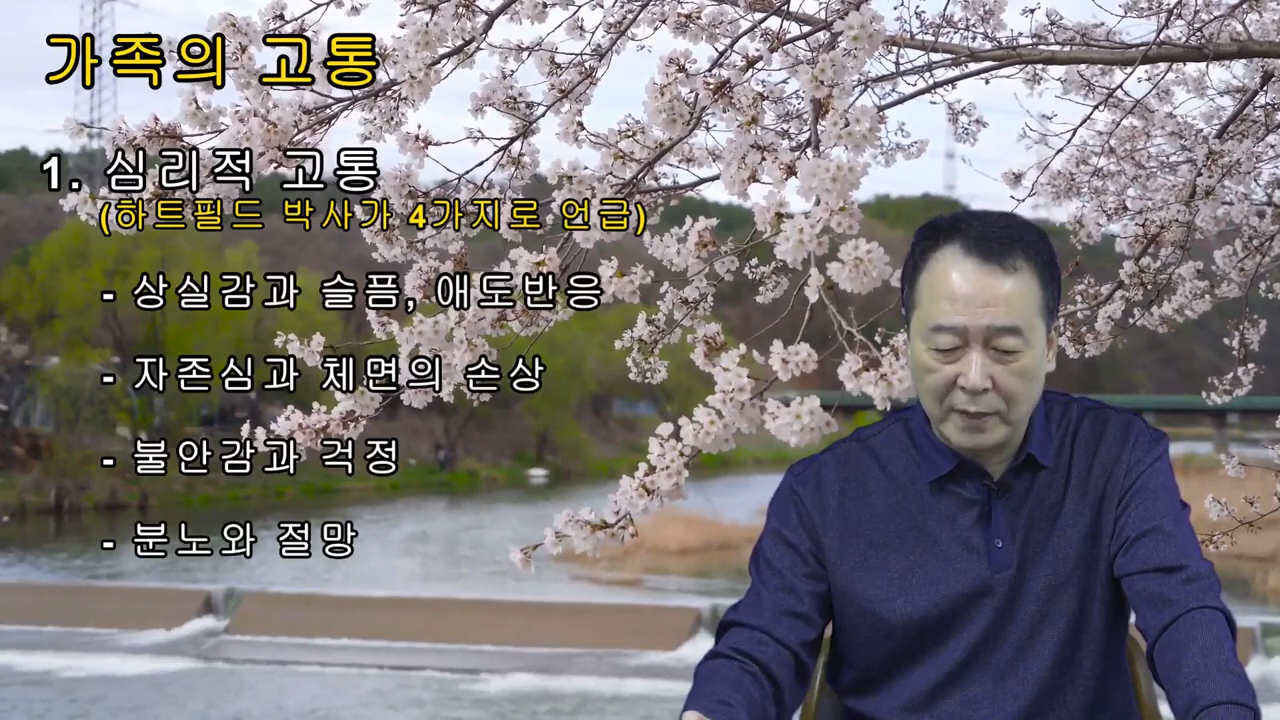 가족의 고통
1. 심리적 고통
(하트필드 박사가 4가지로 언급)
- 상실감과 슬픔, 애도반응
- 자존심과 체면의 손상
- 불안감과 걱정
- 분노와 절망